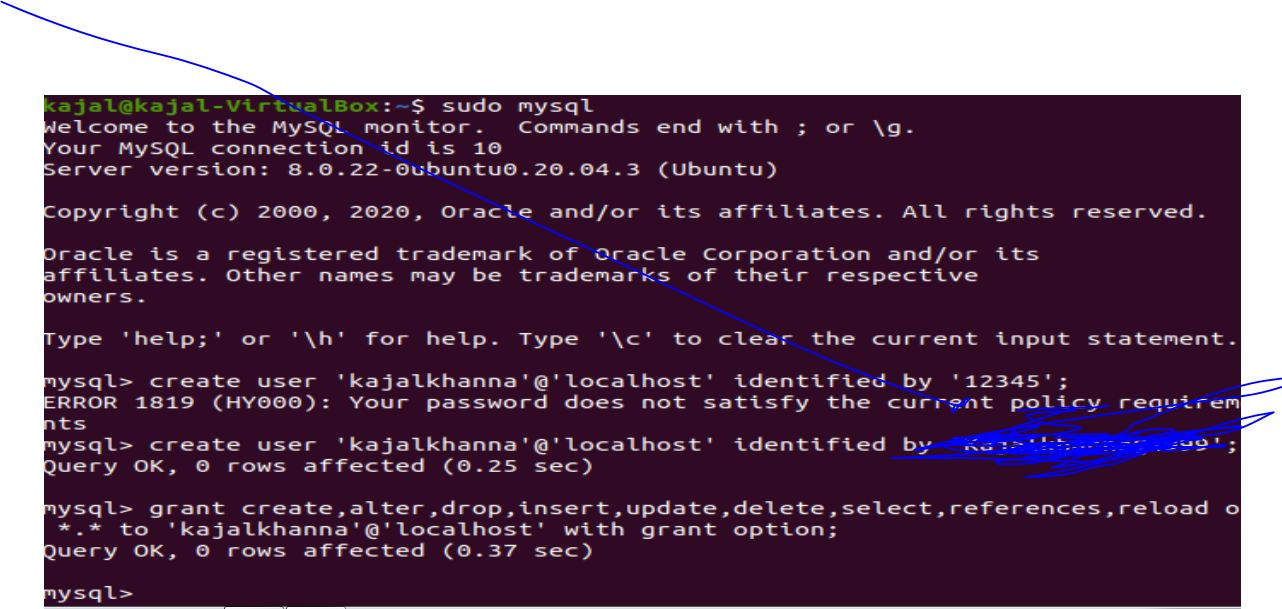 kajal@kajal-VirtualBox:~$ sudo mysql
Welcome to the MySQL monitor.  Commands end with ; or \g.
Your MySQL connection id is 10
Server version: 8.0.22-0ubuntu0.20.04.3 (Ubuntu)
Copyright (c) 2000, 2020, Oracle and/or its affiliates. All rights reserved.
Oracle is a registered trademark of Oracle Corporation and/or its
affiliates. Other names may be trademarks of their respective
owners.
Type 'help;' or '\h' for help. Type '\c' to clear the current input statement.
mysql> create user 'kajalkhanna'@'localhost' identified by '12345';
ERROR 1819 (HY000): Your password does not satisfy the current policy requirem
nts
mysql> create user 'kajalkhanna'@'localhost' identified by
Query OK, 0 rows affected (0.25 sec)
mysql> grant create,alter,drop,insert,update,delete,select,references,reload o
*.* to 'kajalkhanna'@'localhost' with grant option;
Query OK, 0 rows affected (0.37 sec)
mysql>